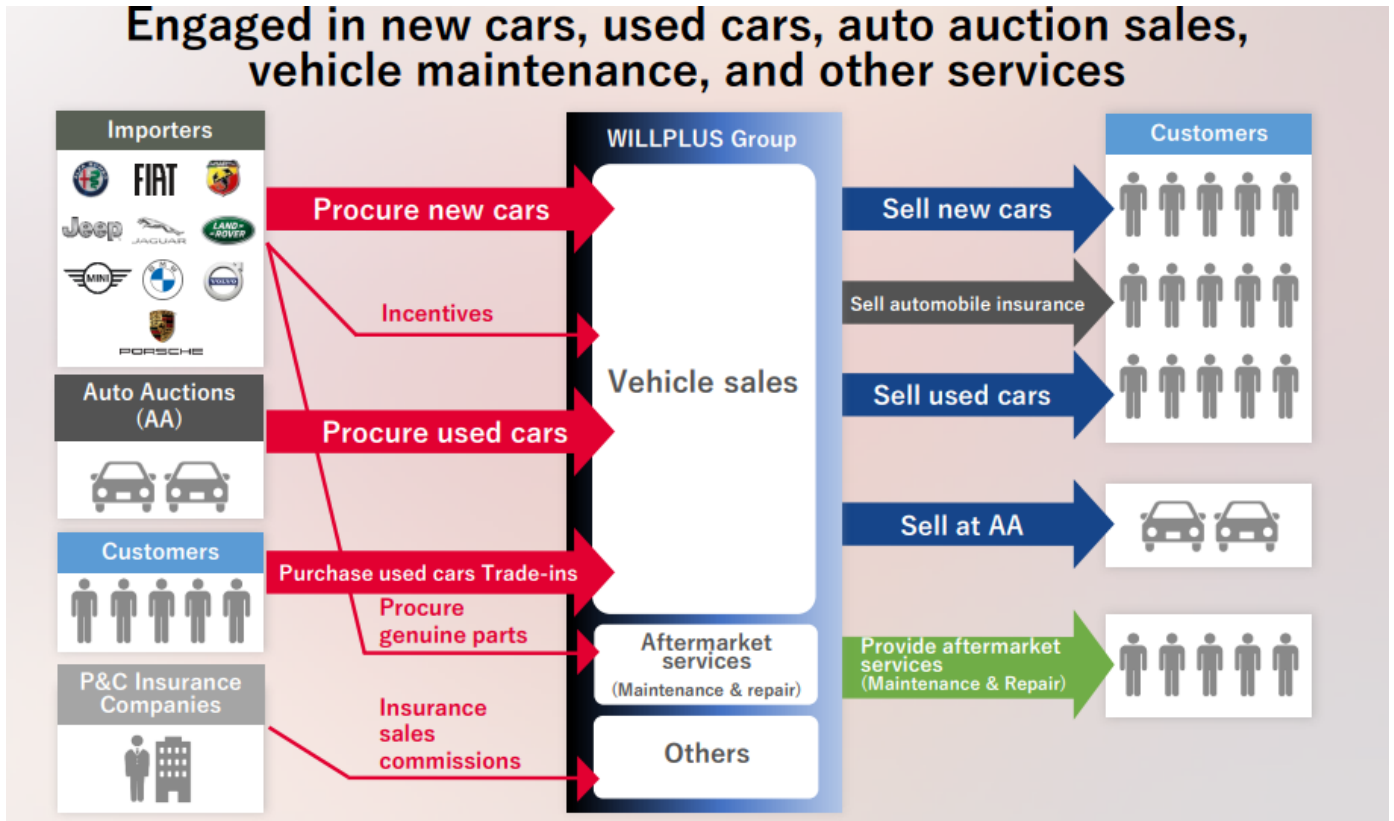 Engaged in new cars, used cars, auto auction sales,
vehicle maintenance, and other services
Importers
FIAT
Jeep
JAGUAR
LAND-
-ROVER
MINI
BMW
VOLVO
PORSCHE
Auto Auctions
(AA)
Customers
P&C Insurance
Companies
Procure new cars
Incentives
Procure used cars
Purchase used cars Trade-ins
Procure
genuine parts
Insurance
sales
commissions
WILLPLUS Group
Vehicle sales
Aftermarket
services
(Maintenance & repair)
Others
Sell new cars
Sell automobile insurance
Sell used cars
Sell at AA
Provide aftermarket
services
(Maintenance & Repair)
Customers